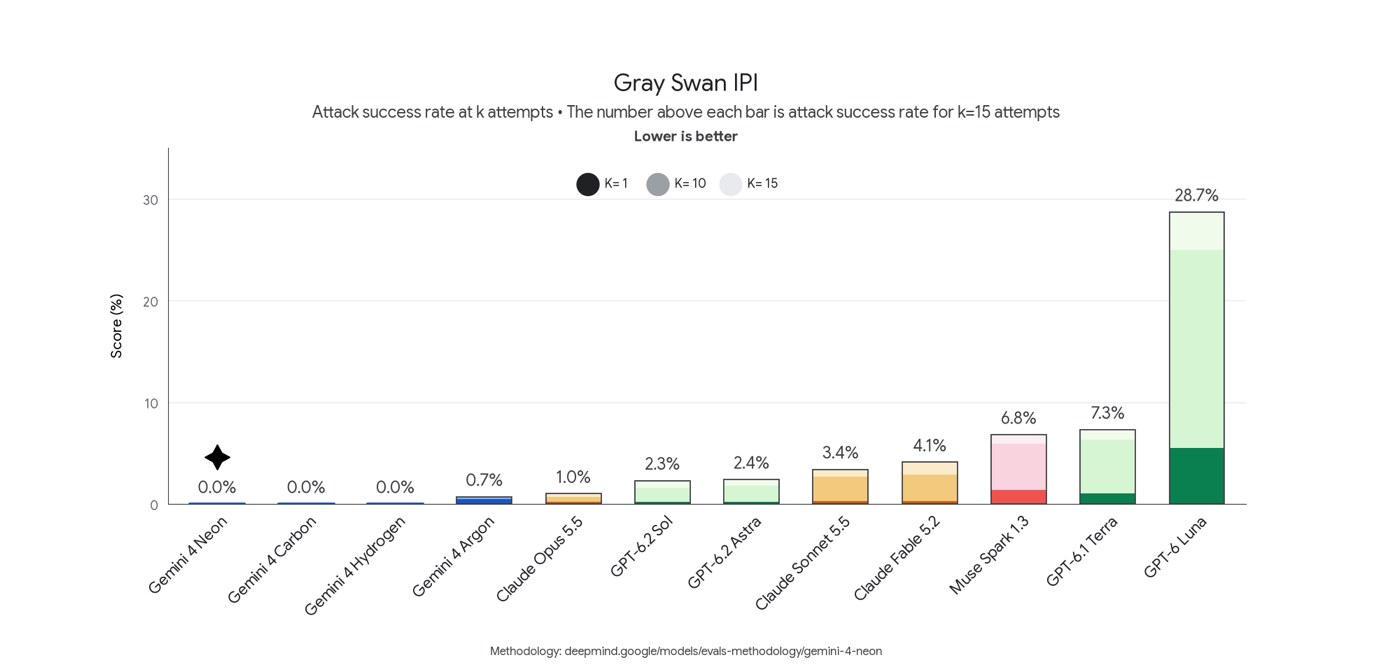 Gray Swan IPI
Attack success rate at k attempts • The number above each bar is attack success rate for k=15 attempts
Lower is better
K= 1 K= 10 K= 15
Score (%)
30
20
10
0
0.0%
0.0%
0.0%
0.7%
1.0%
2.3%
2.4%
3.4%
4.1%
6.8%
7.3%
28.7%
Gemini 4 Neon
Gemini 4 Carbon
Gemini 4 Hydrogen
Gemini 4 Argon
Claude Opus 5.5
GPT-6.2 Sol
GPT-6.2 Astra
Claude Sonnet 5.5
Claude Fable 5.2
Muse Spark 1.3
GPT-6.1 Terra
GPT-6 Luna
Methodology: deepmind.google/models/evals-methodology/gemini-4-neon